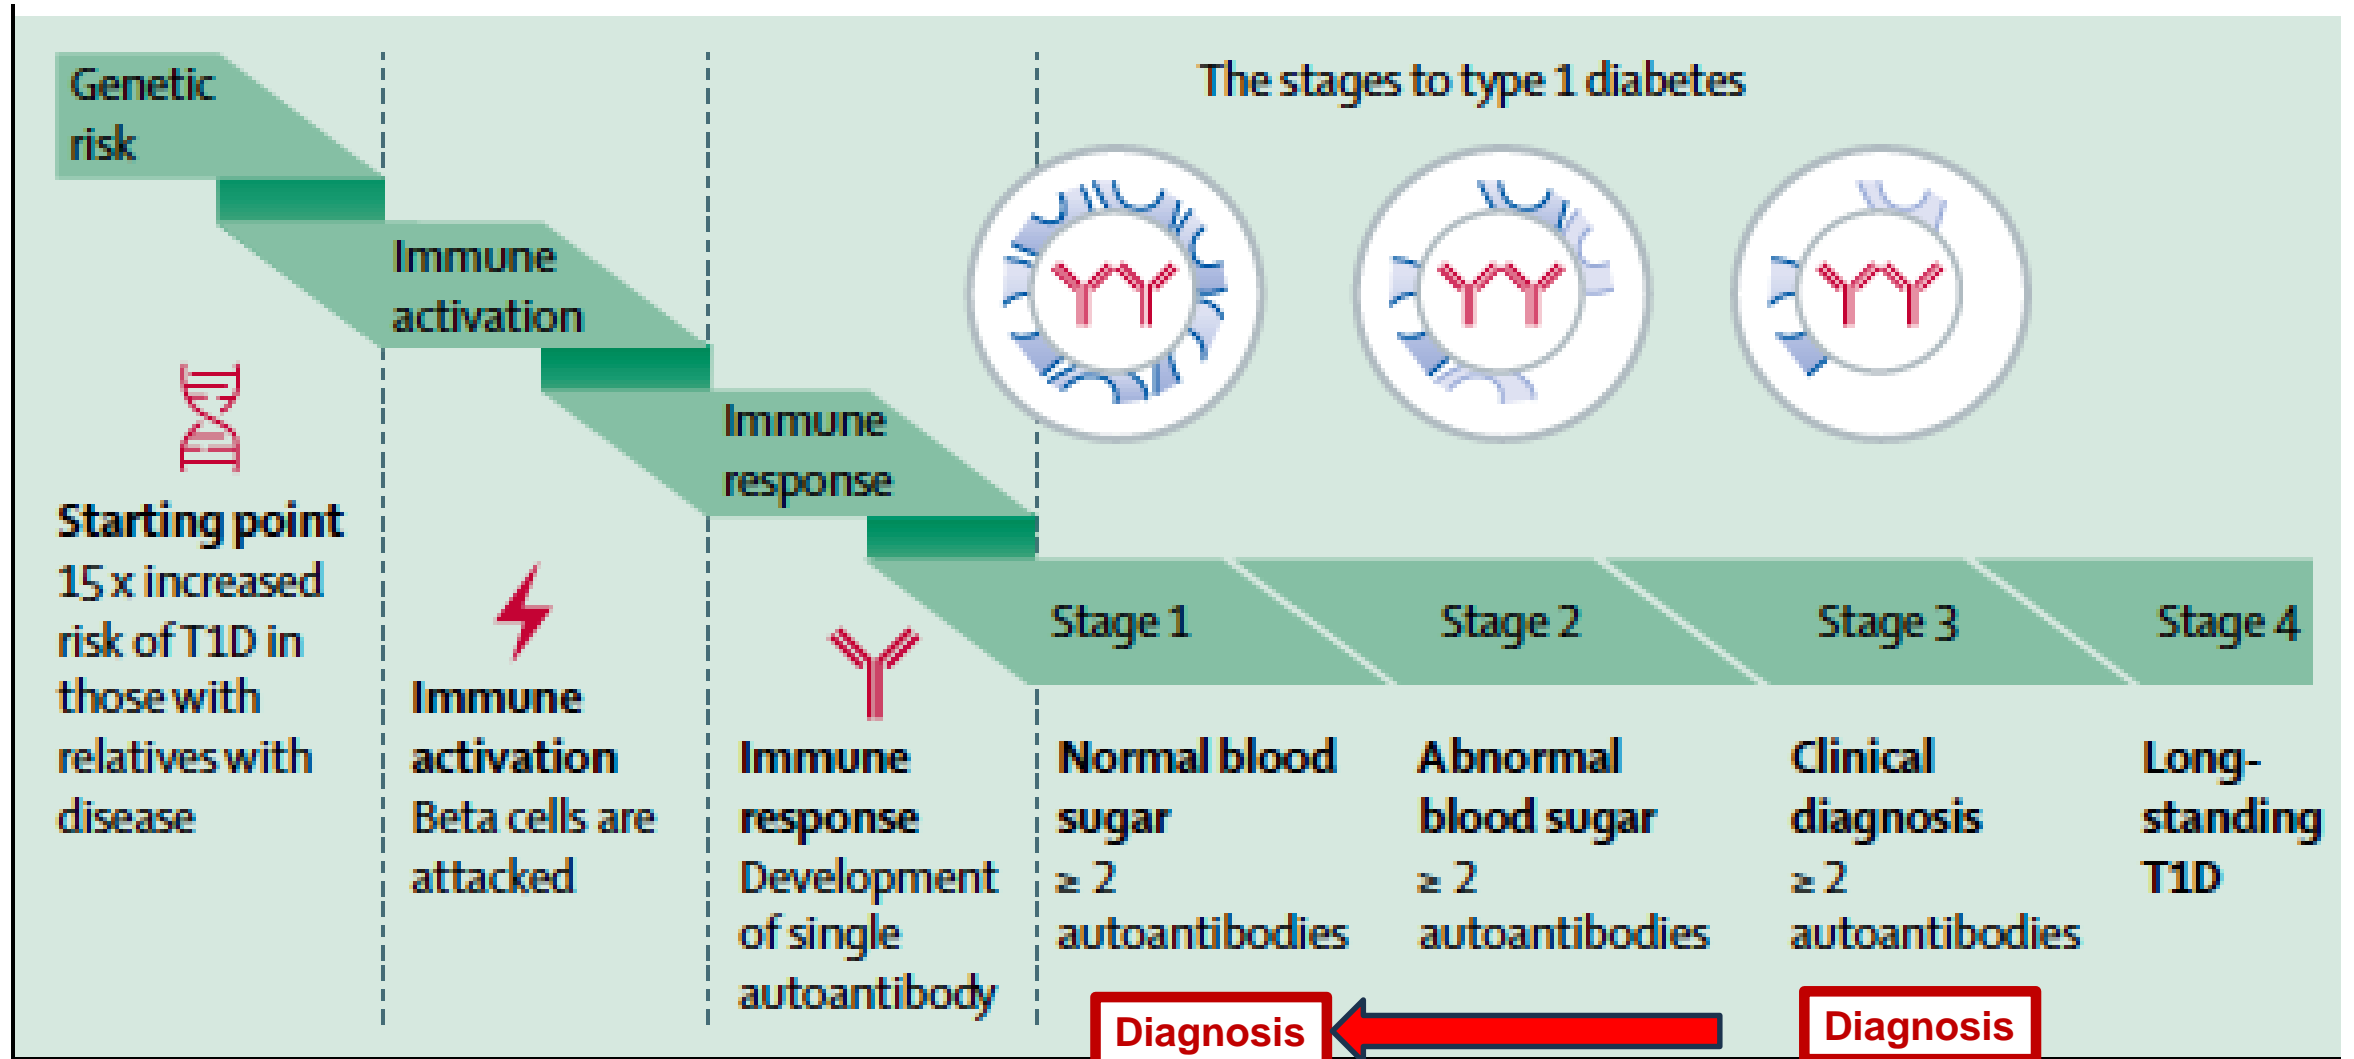 The stages to type 1 diabetes
Genetic
risk
Immune
activation
Immune
response
Stage 1
Stage 2
Stage 3
Stage 4
Starting point
15 x increased
risk of T1D in
those with
relatives with
disease
Immune
activation
Beta cells are
attacked
Immune
response
Development
of single
autoantibody
Normal blood
sugar
≥ 2
autoantibodies
Abnormal
blood sugar
≥ 2
autoantibodies
Clinical
diagnosis
≥ 2
autoantibodies
Long-
standing
T1D
Diagnosis
Diagnosis